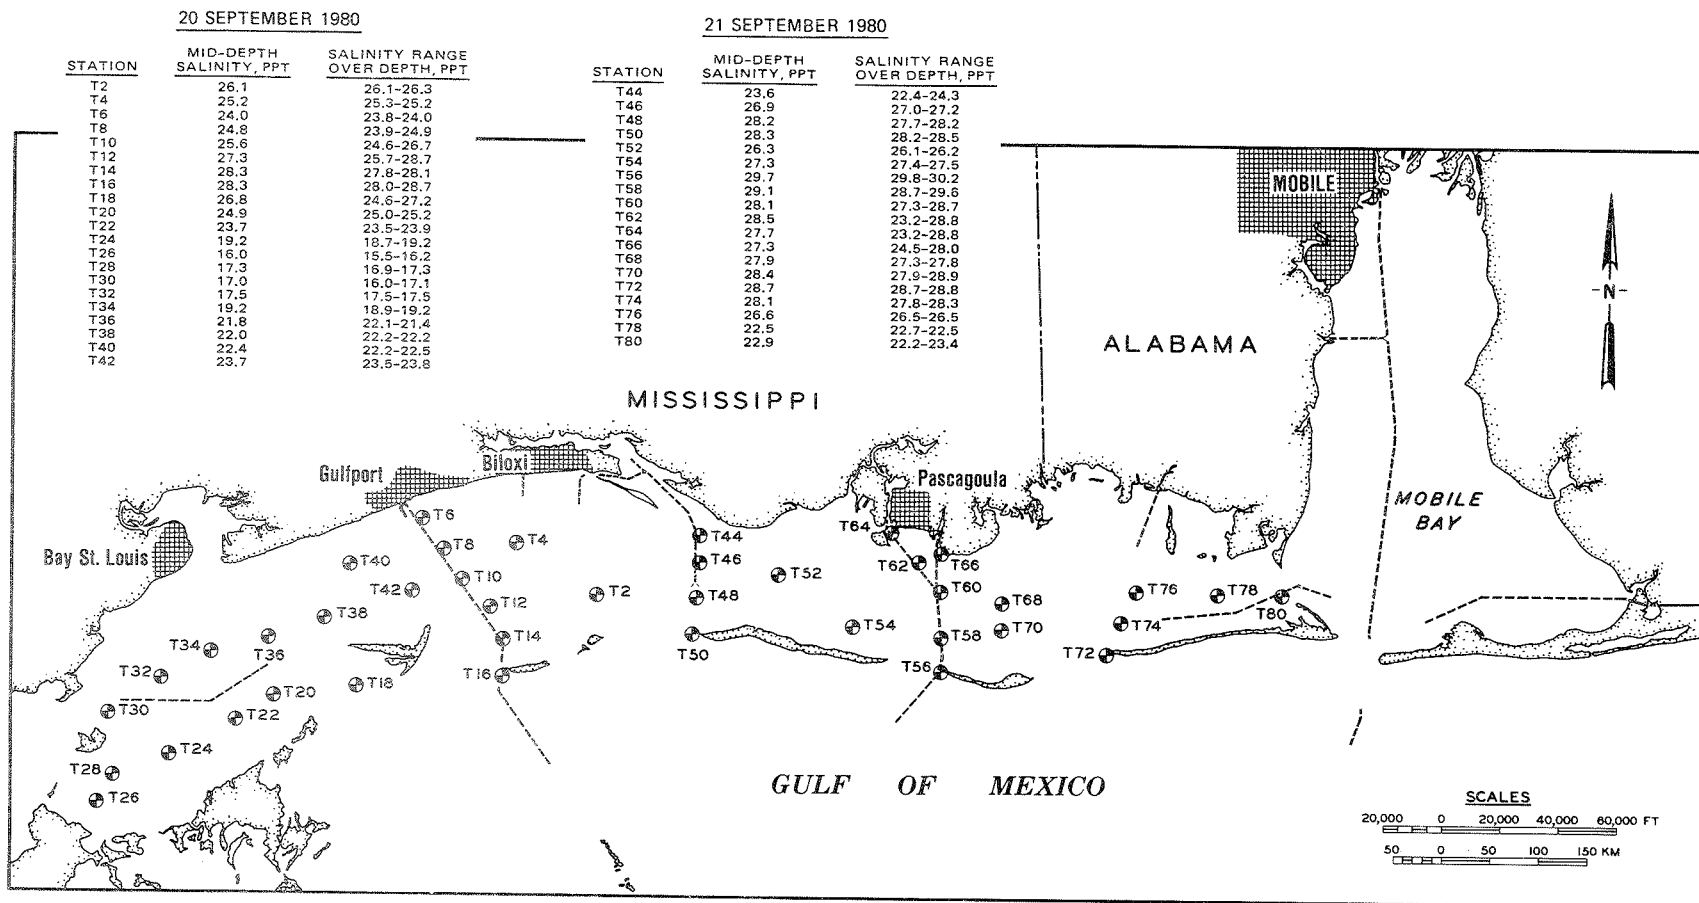 20 SEPTEMBER 1980
STATION MID-DEPTH SALINITY, PPT SALINITY RANGE OVER DEPTH, PPT
T2 26.1 26.1-26.3
T4 25.2 25.3-25.2
T6 24.0 23.8-24.0
T8 24.8 23.9-24.9
T10 25.6 24.6-26.7
T12 27.3 25.7-28.7
T14 28.3 27.8-28.1
T16 28.3 28.0-28.7
T18 26.8 24.6-27.2
T20 24.9 25.0-25.2
T22 23.7 23.5-23.9
T24 19.2 18.7-19.2
T26 16.0 15.5-16.2
T28 17.3 16.9-17.3
T30 17.0 16.0-17.1
T32 17.5 17.5-17.5
T34 19.2 18.9-19.2
T36 21.8 22.1-21.4
T38 22.0 22.2-22.2
T40 22.4 22.2-22.5
T42 23.7 23.5-23.8
21 SEPTEMBER 1980
STATION MID-DEPTH SALINITY, PPT SALINITY RANGE OVER DEPTH, PPT
T44 23.6 22.4-24.3
T46 26.9 27.0-27.2
T48 28.2 27.7-28.2
T50 28.3 28.2-28.5
T52 26.3 26.1-26.2
T54 27.3 27.4-27.5
T56 29.7 29.8-30.2
T58 29.1 28.7-29.6
T60 28.1 27.3-28.7
T62 28.5 23.2-28.8
T64 27.7 23.2-28.8
T66 27.3 24.5-28.0
T68 27.9 27.3-27.8
T70 28.4 27.9-28.9
T72 28.7 28.7-28.8
T74 28.1 27.8-28.3
T76 26.6 26.5-26.5
T78 22.5 22.7-22.5
T80 22.9 22.2-23.4
MOBILE
N
ALABAMA
MISSISSIPPI
Biloxi
Gulfport
Pascagoula
MOBILE
BAY
Bay St. Louis
T6
T64
T44
T8
T4
T66
T40
T46
T62
T10
T52
T42
T2
T48
T60
T76
T78
T12
T68
T80
T38
T54
T70
T74
T14
T58
T34
T36
T50
T72
T32
T16
T56
T18
T20
T30
T22
T24
T28
T26
GULF OF MEXICO
SCALES
20,000 0 20,000 40,000 60,000 FT
50 0 50 100 150 KM